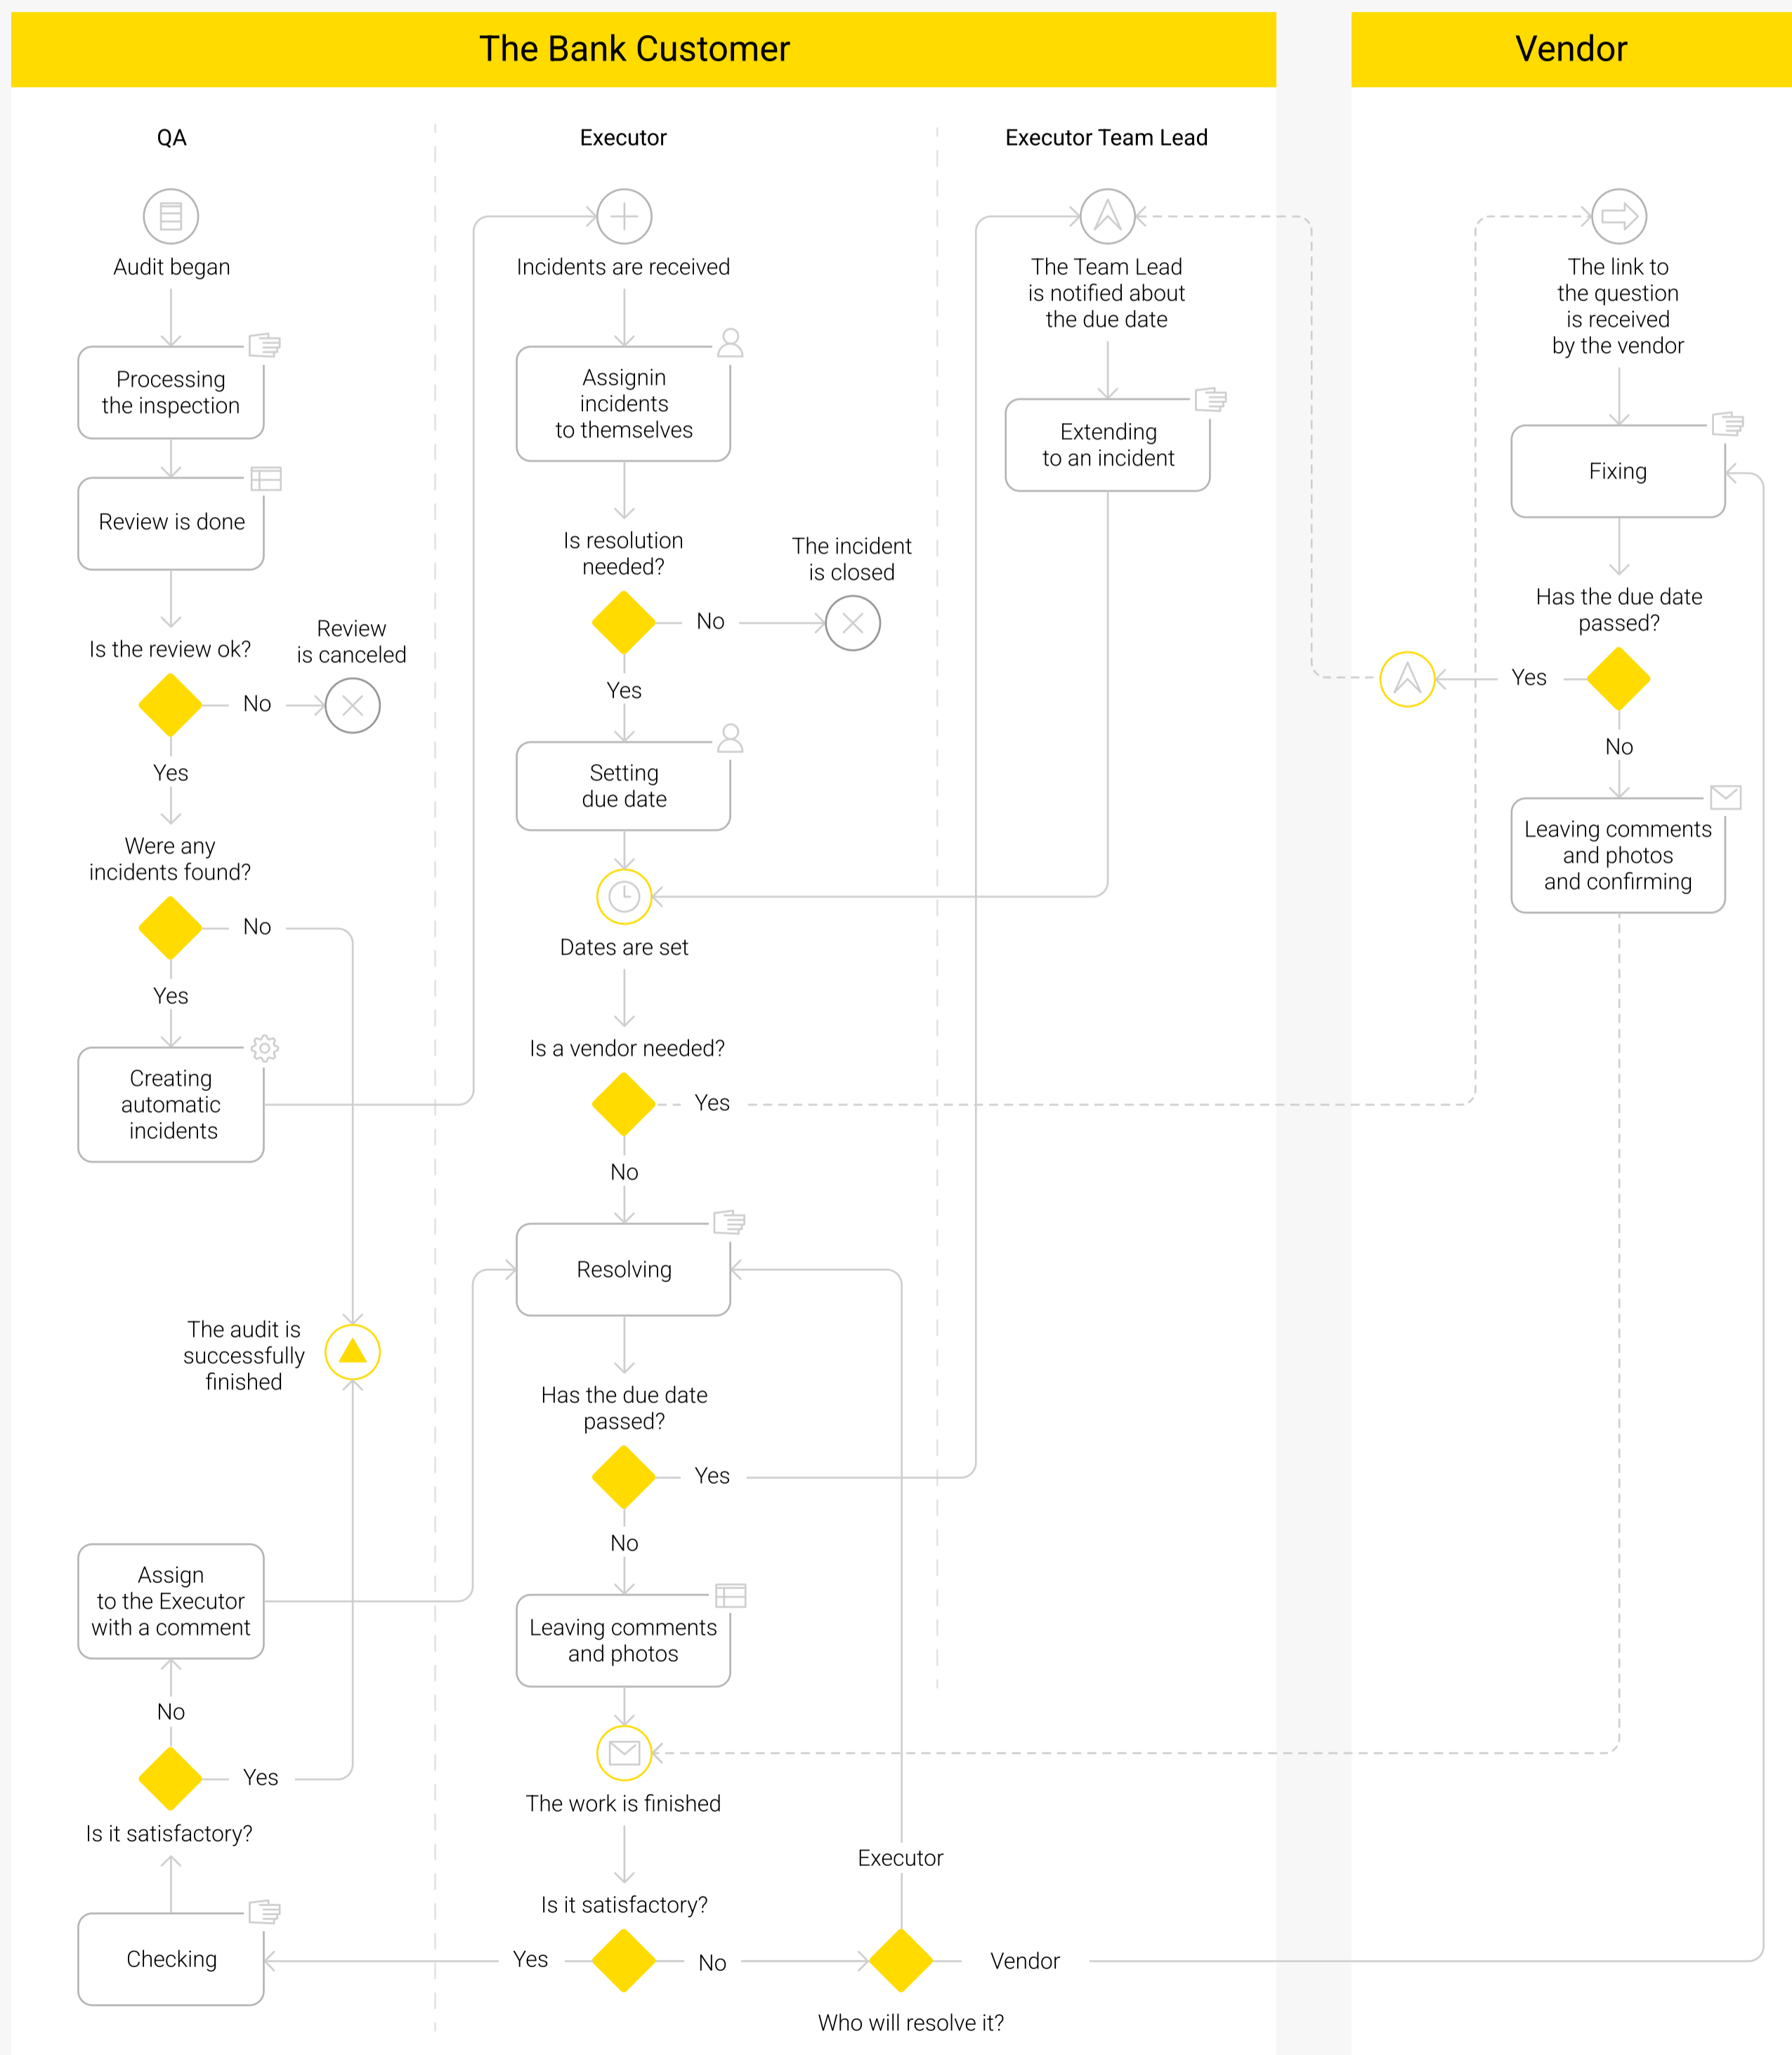 The Bank Customer
Vendor
QA
Executor
Executor Team Lead
Audit began
Processing
the inspection
Review is done
Is the review ok?
No
Review
is canceled
Yes
Were any
incidents found?
No
Yes
Creating
automatic
incidents
The audit is
successfully
finished
Assign
to the Executor
with a comment
No
Yes
Is it satisfactory?
Checking
Incidents are received
Assignin
incidents
to themselves
Is resolution
needed?
No
The incident
is closed
Yes
Setting
due date
Dates are set
Is a vendor needed?
Yes
No
Resolving
Has the due date
passed?
Yes
No
Leaving comments
and photos
The work is finished
Is it satisfactory?
Yes
No
Executor
Vendor
Who will resolve it?
The Team Lead
is notified about
the due date
Extending
to an incident
The link to
the question
is received
by the vendor
Fixing
Has the due date
passed?
Yes
No
Leaving comments
and photos
and confirming